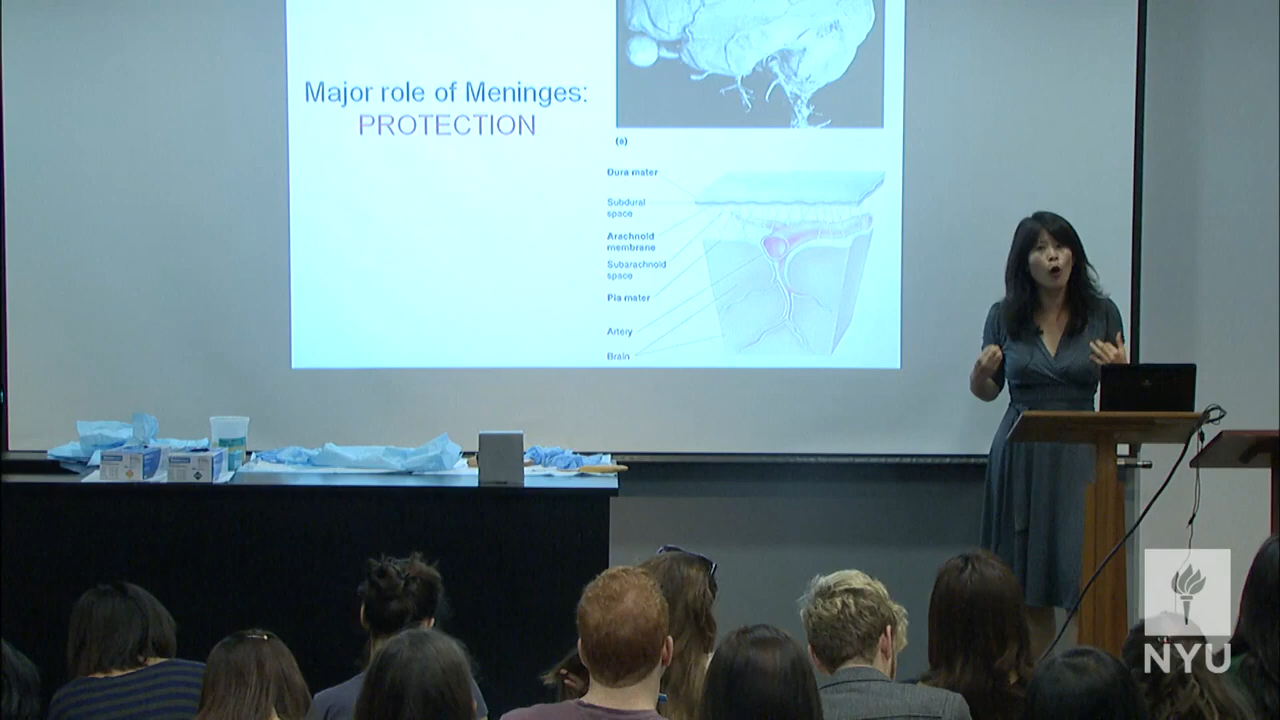 Major role of Meninges:
PROTECTION
(a)
Dura mater
Subdural
space
Arachnoid
membrane
Subarachnoid
space
Pia mater
Artery
Brain
NYU